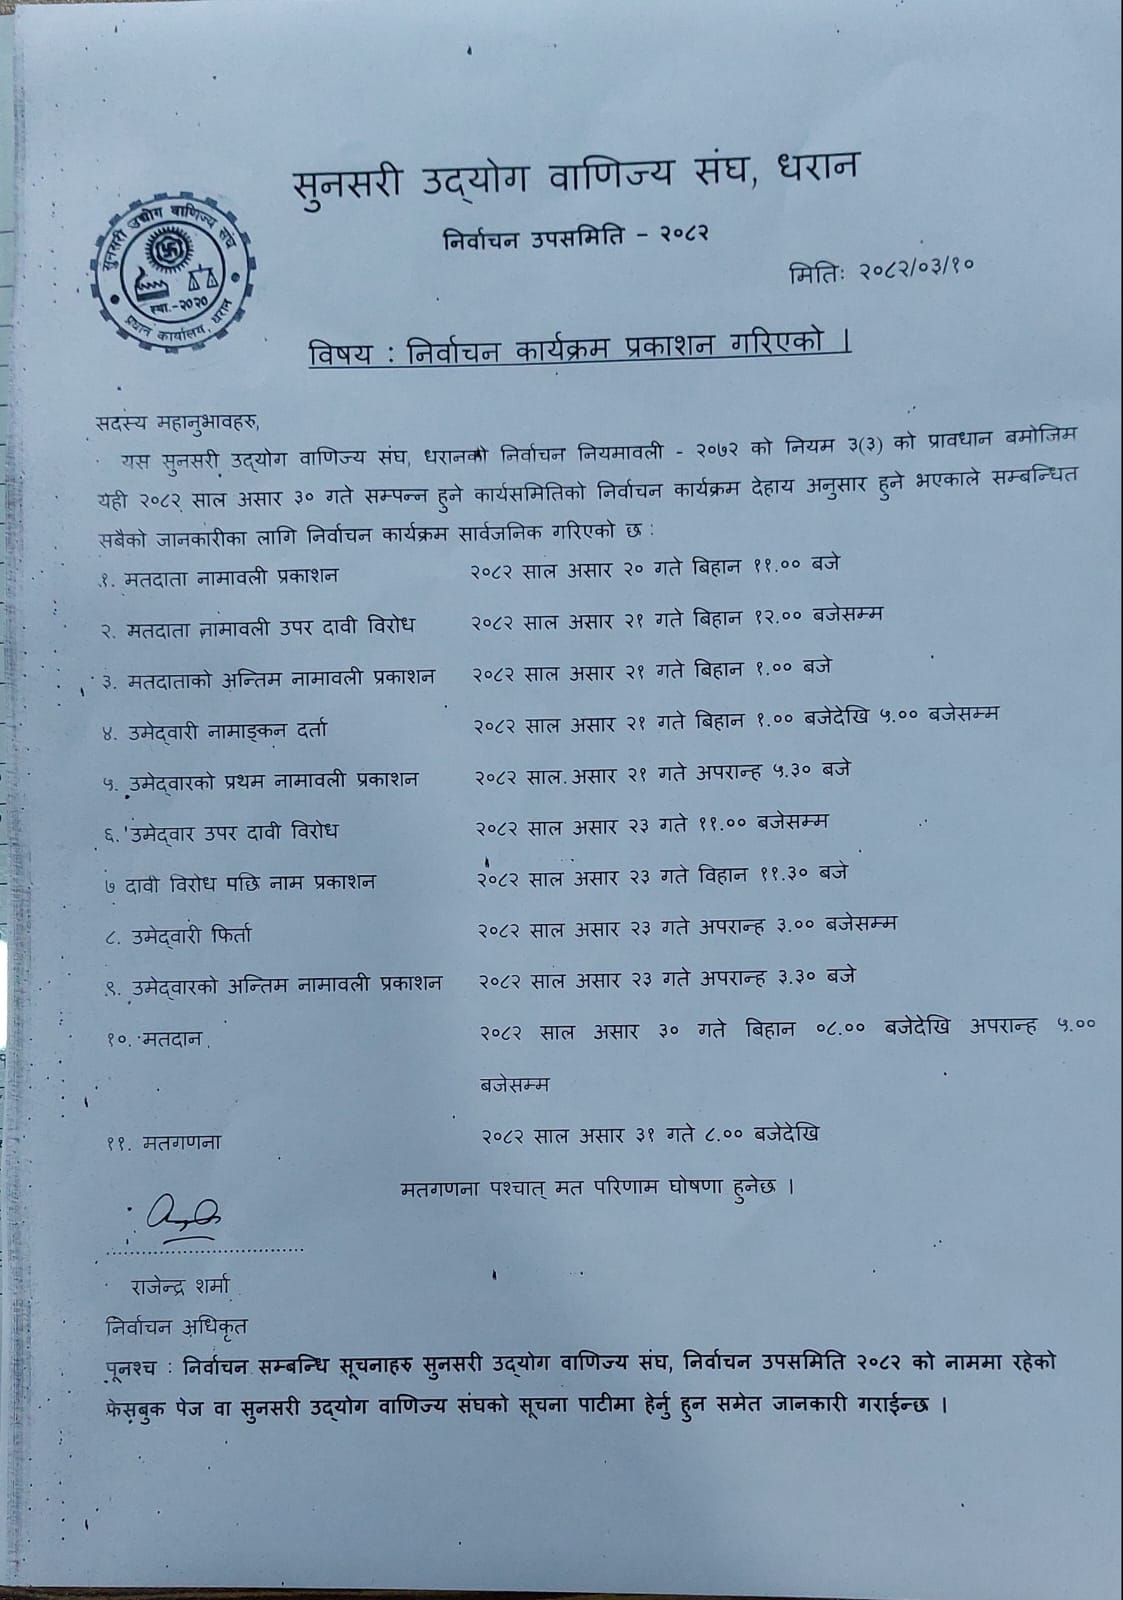 सुनसरी उद्योग वाणिज्य संघ, धरान
निर्वाचन उपसमिति - २०८२
सुनसरी उद्योग वाणिज्य संघ
स्था.-२०२०
प्रधान कार्यालय, धरान
मितिः २०८२/०३/१०
विषय : निर्वाचन कार्यक्रम प्रकाशन गरिएको ।
सदस्य महानुभावहरु,
यस सुनसरी उद्योग वाणिज्य संघ, धरानको निर्वाचन नियमावली - २०७२ को नियम ३(३) को प्रावधान बमोजिम
यही २०८२ साल असार ३० गते सम्पन्न हुने कार्यसमितिको निर्वाचन कार्यक्रम देहाय अनुसार हुने भएकाले सम्बन्धित
सबैको जानकारीका लागि निर्वाचन कार्यक्रम सार्वजनिक गरिएको छ :
१. मतदाता नामावली प्रकाशन २०८२ साल असार २० गते बिहान ११.०० बजे
२. मतदाता नामावली उपर दावी विरोध २०८२ साल असार २१ गते बिहान १२.०० बजेसम्म
३. मतदाताको अन्तिम नामावली प्रकाशन २०८२ साल असार २१ गते बिहान १.०० बजे
४. उमेद्वारी नामाङ्कन दर्ता २०८२ साल असार २१ गते बिहान १.०० बजेदेखि ५.०० बजेसम्म
५. उमेद्वारको प्रथम नामावली प्रकाशन २०८२ साल असार २१ गते अपरान्ह ५.३० बजे
६. उमेद्वार उपर दावी विरोध २०८२ साल असार २३ गते ११.०० बजेसम्म
७ दावी विरोध पछि नाम प्रकाशन २०८२ साल असार २३ गते विहान ११.३० बजे
८. उमेद्वारी फिर्ता २०८२ साल असार २३ गते अपरान्ह ३.०० बजेसम्म
९. उमेद्वारको अन्तिम नामावली प्रकाशन २०८२ साल असार २३ गते अपरान्ह ३.३० बजे
१०. मतदान २०८२ साल असार ३० गते बिहान ०८.०० बजेदेखि अपरान्ह ५.००
बजेसम्म
११. मतगणना २०८२ साल असार ३१ गते ८.०० बजेदेखि
मतगणना पश्चात् मत परिणाम घोषणा हुनेछ ।
राजेन्द्र शर्मा
निर्वाचन अधिकृत
पूनश्च : निर्वाचन सम्बन्धि सूचनाहरु सुनसरी उद्योग वाणिज्य संघ, निर्वाचन उपसमिति २०८२ को नाममा रहेको
फेसबुक पेज वा सुनसरी उद्योग वाणिज्य संघको सूचना पाटीमा हेर्नु हुन समेत जानकारी गराईन्छ ।